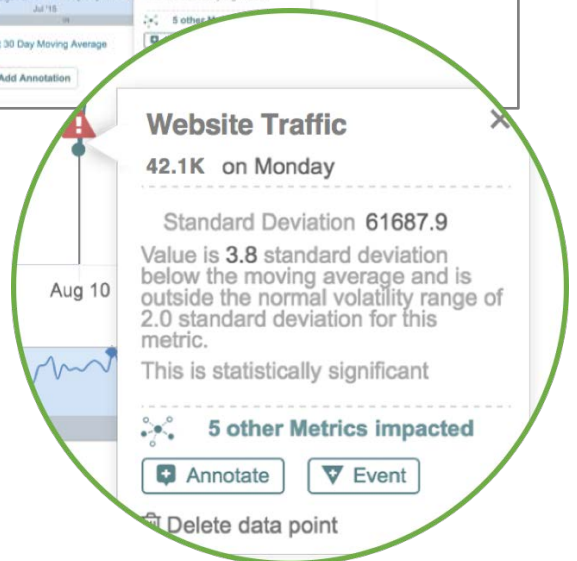 Jul '15
5 other
30 Day Moving Average
Add Annotation
Website Traffic
42.1K on Monday
Standard Deviation 61687.9
Value is 3.8 standard deviation
below the moving average and is
outside the normal volatility range of
2.0 standard deviation for this
metric.
This is statistically significant
Aug 10
5 other Metrics impacted
Annotate Event
Delete data point